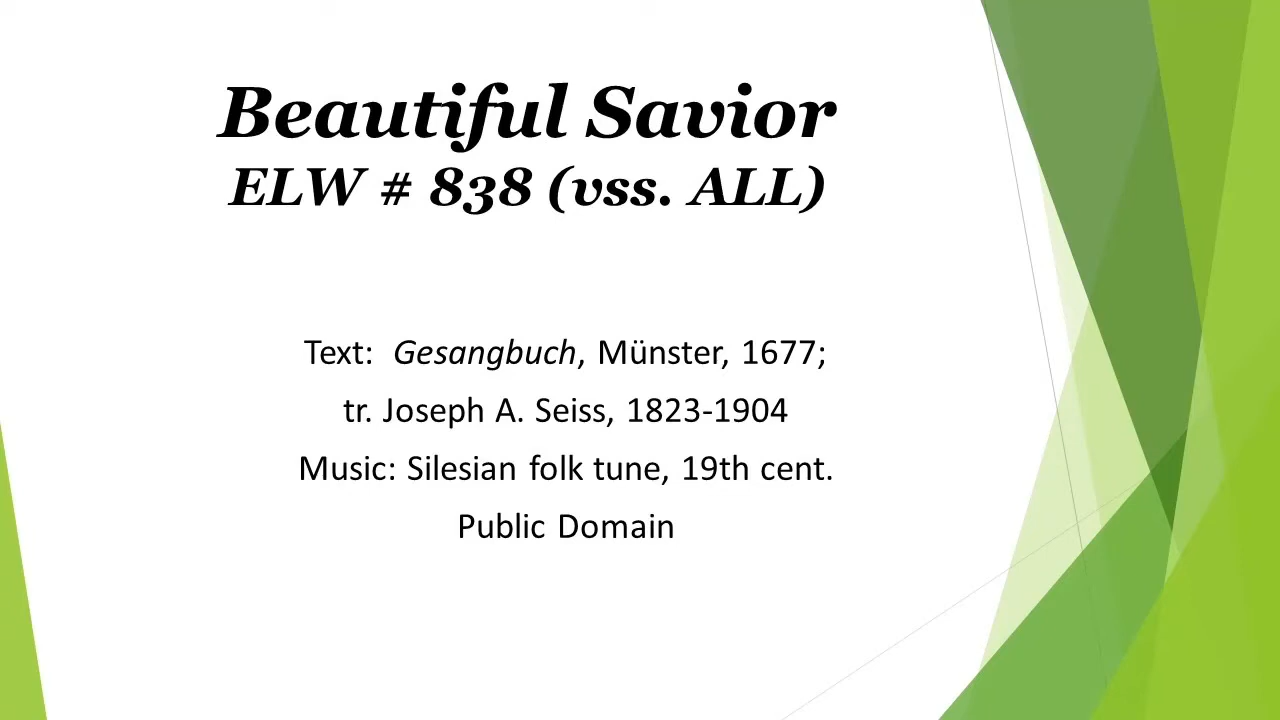 Beautiful Savior
ELW # 838 (vss. ALL)
Text: Gesangbuch, Münster, 1677;
tr. Joseph A. Seiss, 1823-1904
Music: Silesian folk tune, 19th cent.
Public Domain